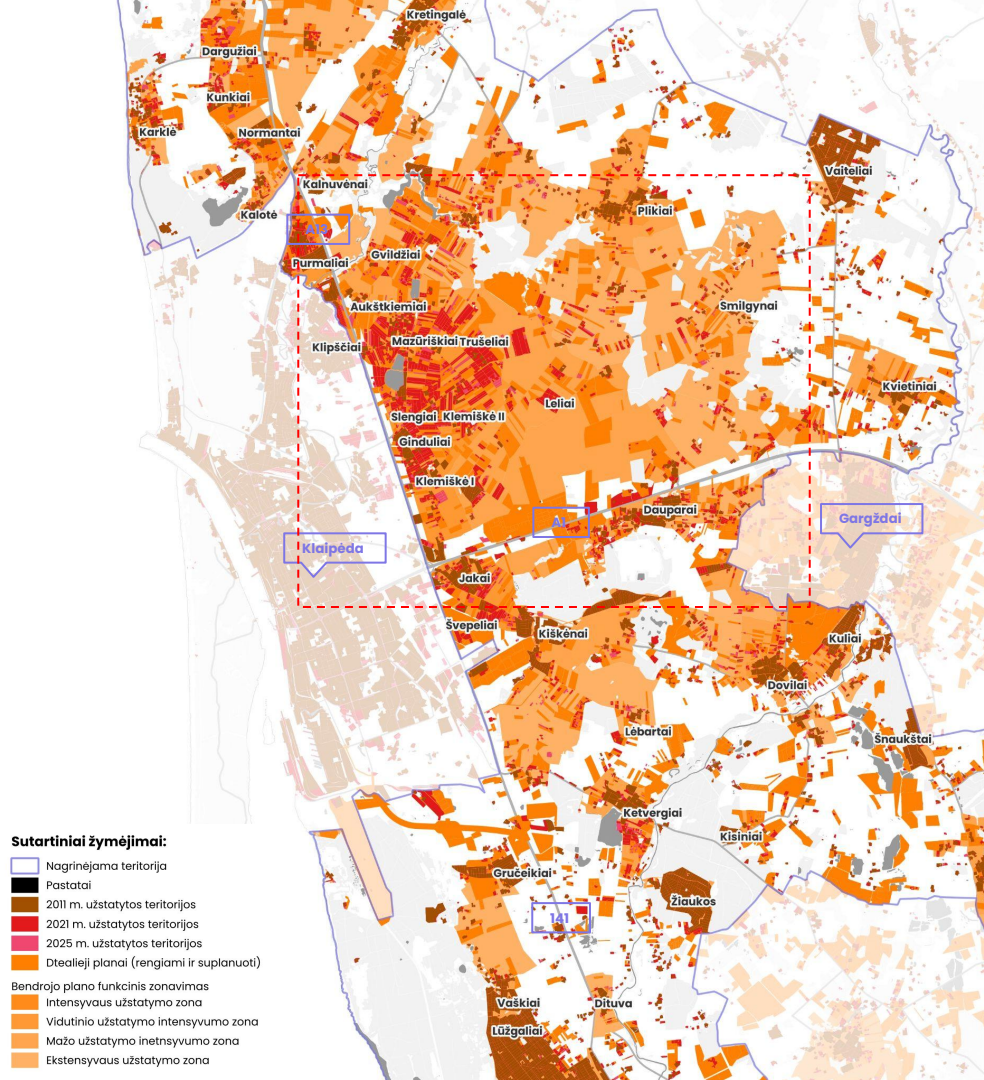 Kretingalė
Dargužiai
Kunkiai
Karklė
Normantai
Vaiteliai
Kalnuvėnai
Kalotė
Plikiai
A13
Gvildžiai
Purmaliai
Aukštkiemiai
Smilgynai
Klipščiai
Mazūriškiai
Trušeliai
Kvietiniai
Leliai
Slengiai
Klemiškė II
Ginduliai
Klemiškė I
Dauparai
A1
Gargždai
Klaipėda
Jakai
Švepeliai
Kiškėnai
Kuliai
Dovilai
Lėbartai
Šnaukštai
Ketvergiai
Kisiniai
Gručeikiai
Žiaukos
141
Vaškiai
Dituva
Lūžgaliai
Sutartiniai žymėjimai:
Nagrinėjama teritorija
Pastatai
2011 m. užstatytos teritorijos
2021 m. užstatytos teritorijos
2025 m. užstatytos teritorijos
Dtealieji planai (rengiami ir suplanuoti)
Bendrojo plano funkcinis zonavimas
Intensyvaus užstatymo zona
Vidutinio užstatymo intensyvumo zona
Mažo užstatymo inetnsyvumo zona
Ekstensyvaus užstatymo zona